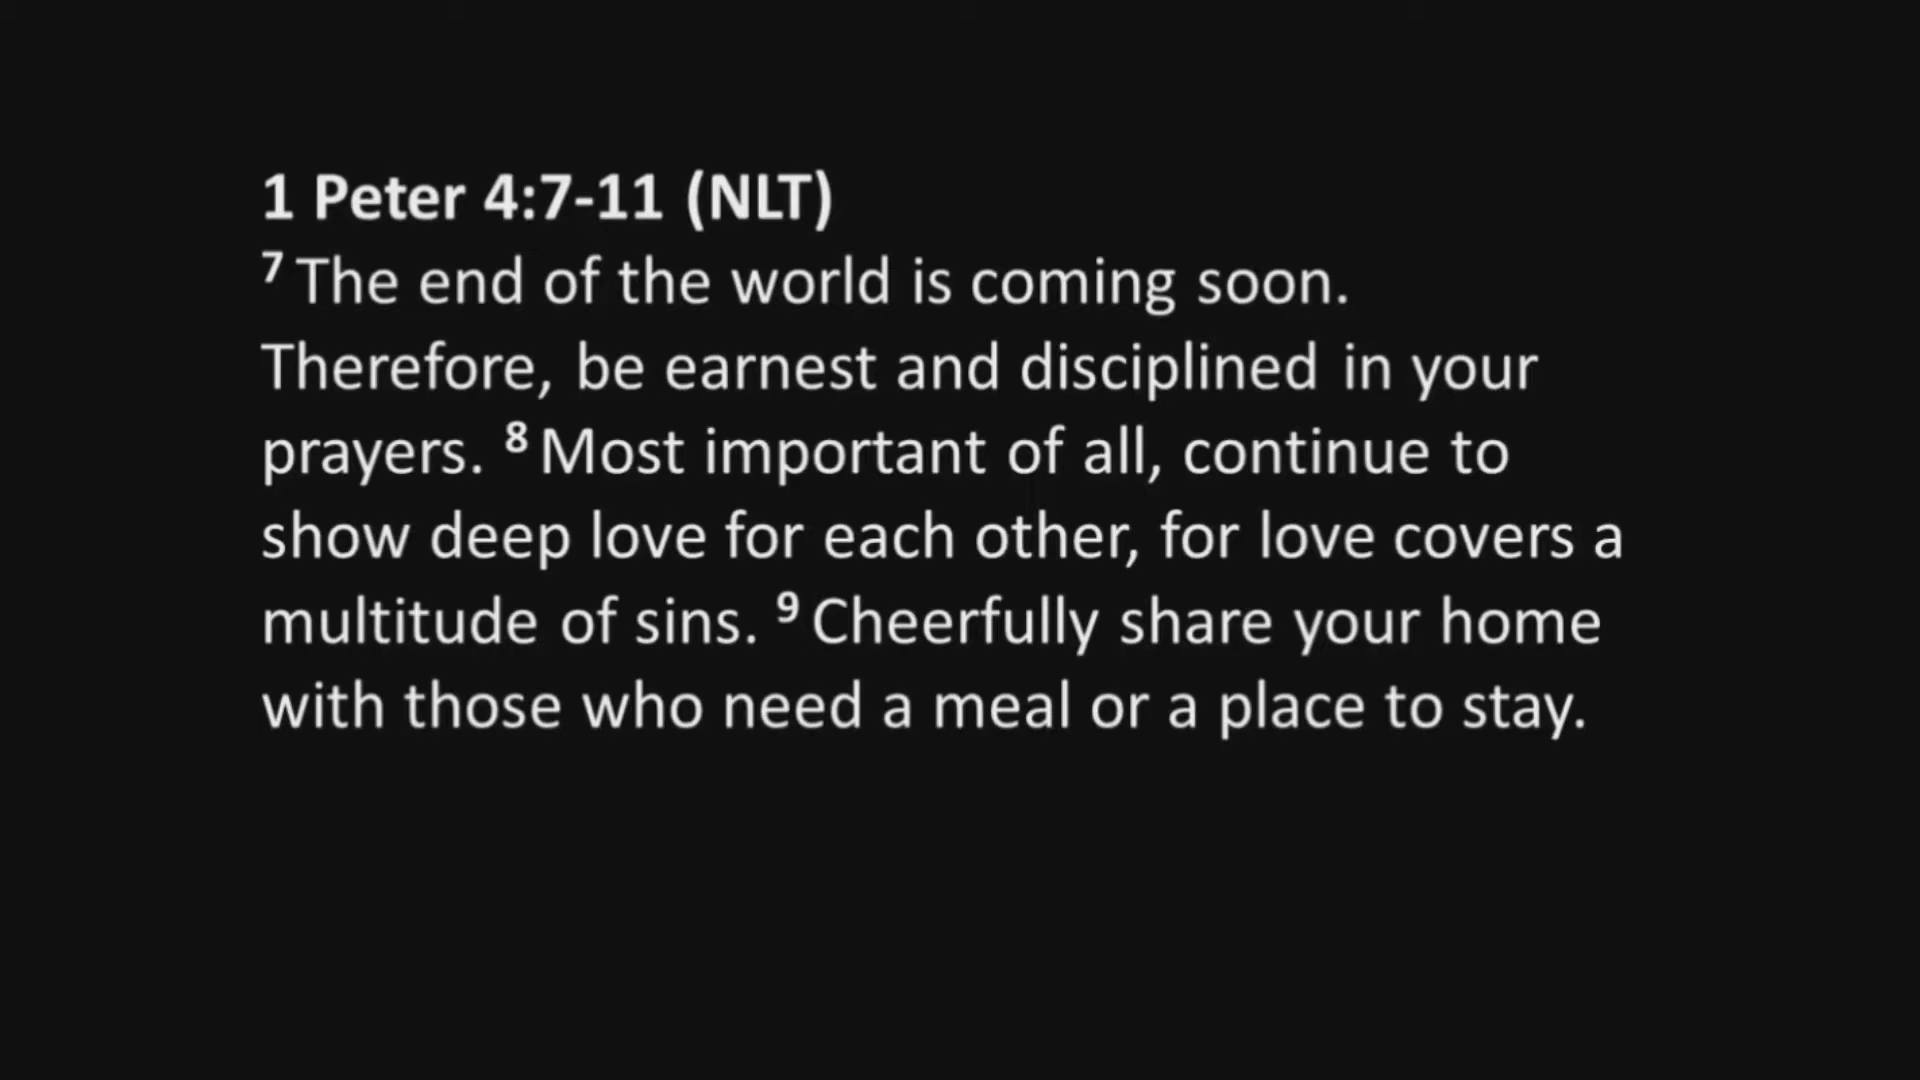 1 Peter 4:7-11 (NLT)
7 The end of the world is coming soon.
Therefore, be earnest and disciplined in your
prayers. 8 Most important of all, continue to
show deep love for each other, for love covers a
multitude of sins. 9 Cheerfully share your home
with those who need a meal or a place to stay.